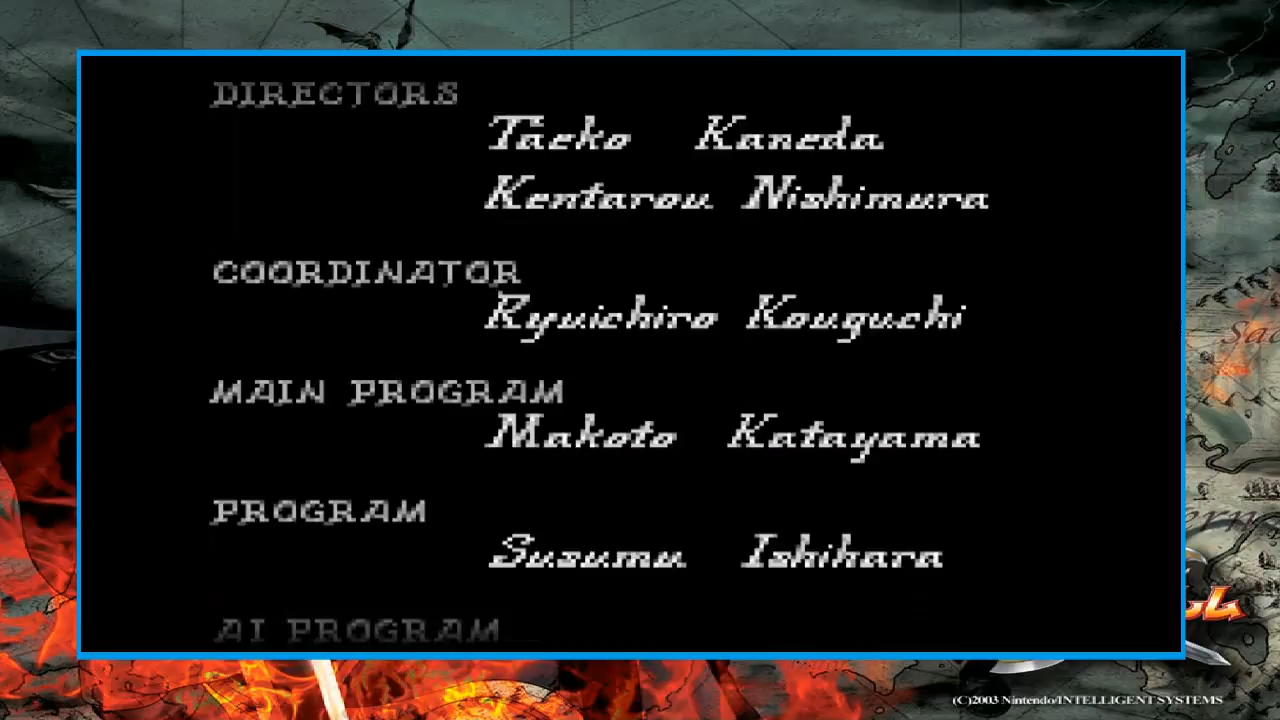 DIRECTORS
Taeko Kaneda
Kentarou Nishimura
COORDINATOR
Ryuichiro Kouguchi
MAIN PROGRAM
Makoto Katayama
PROGRAM
Susumu Ishihara
AI PROGRAM
(C)2003 Nintendo/INTELLIGENT SYSTEMS